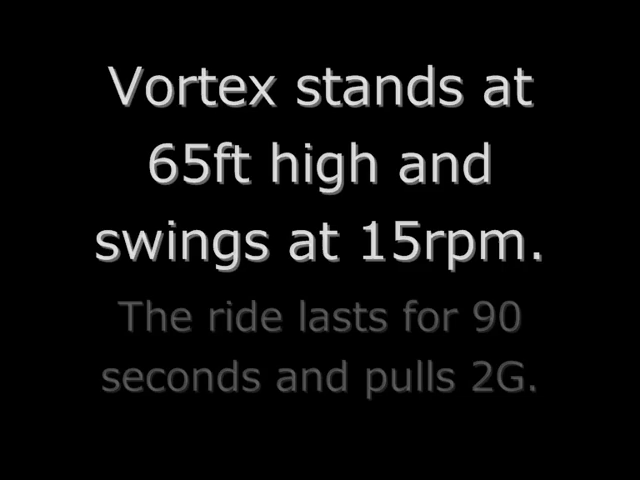 Vortex stands at
65ft high and
swings at 15rpm.
The ride lasts for 90
seconds and pulls 2G.